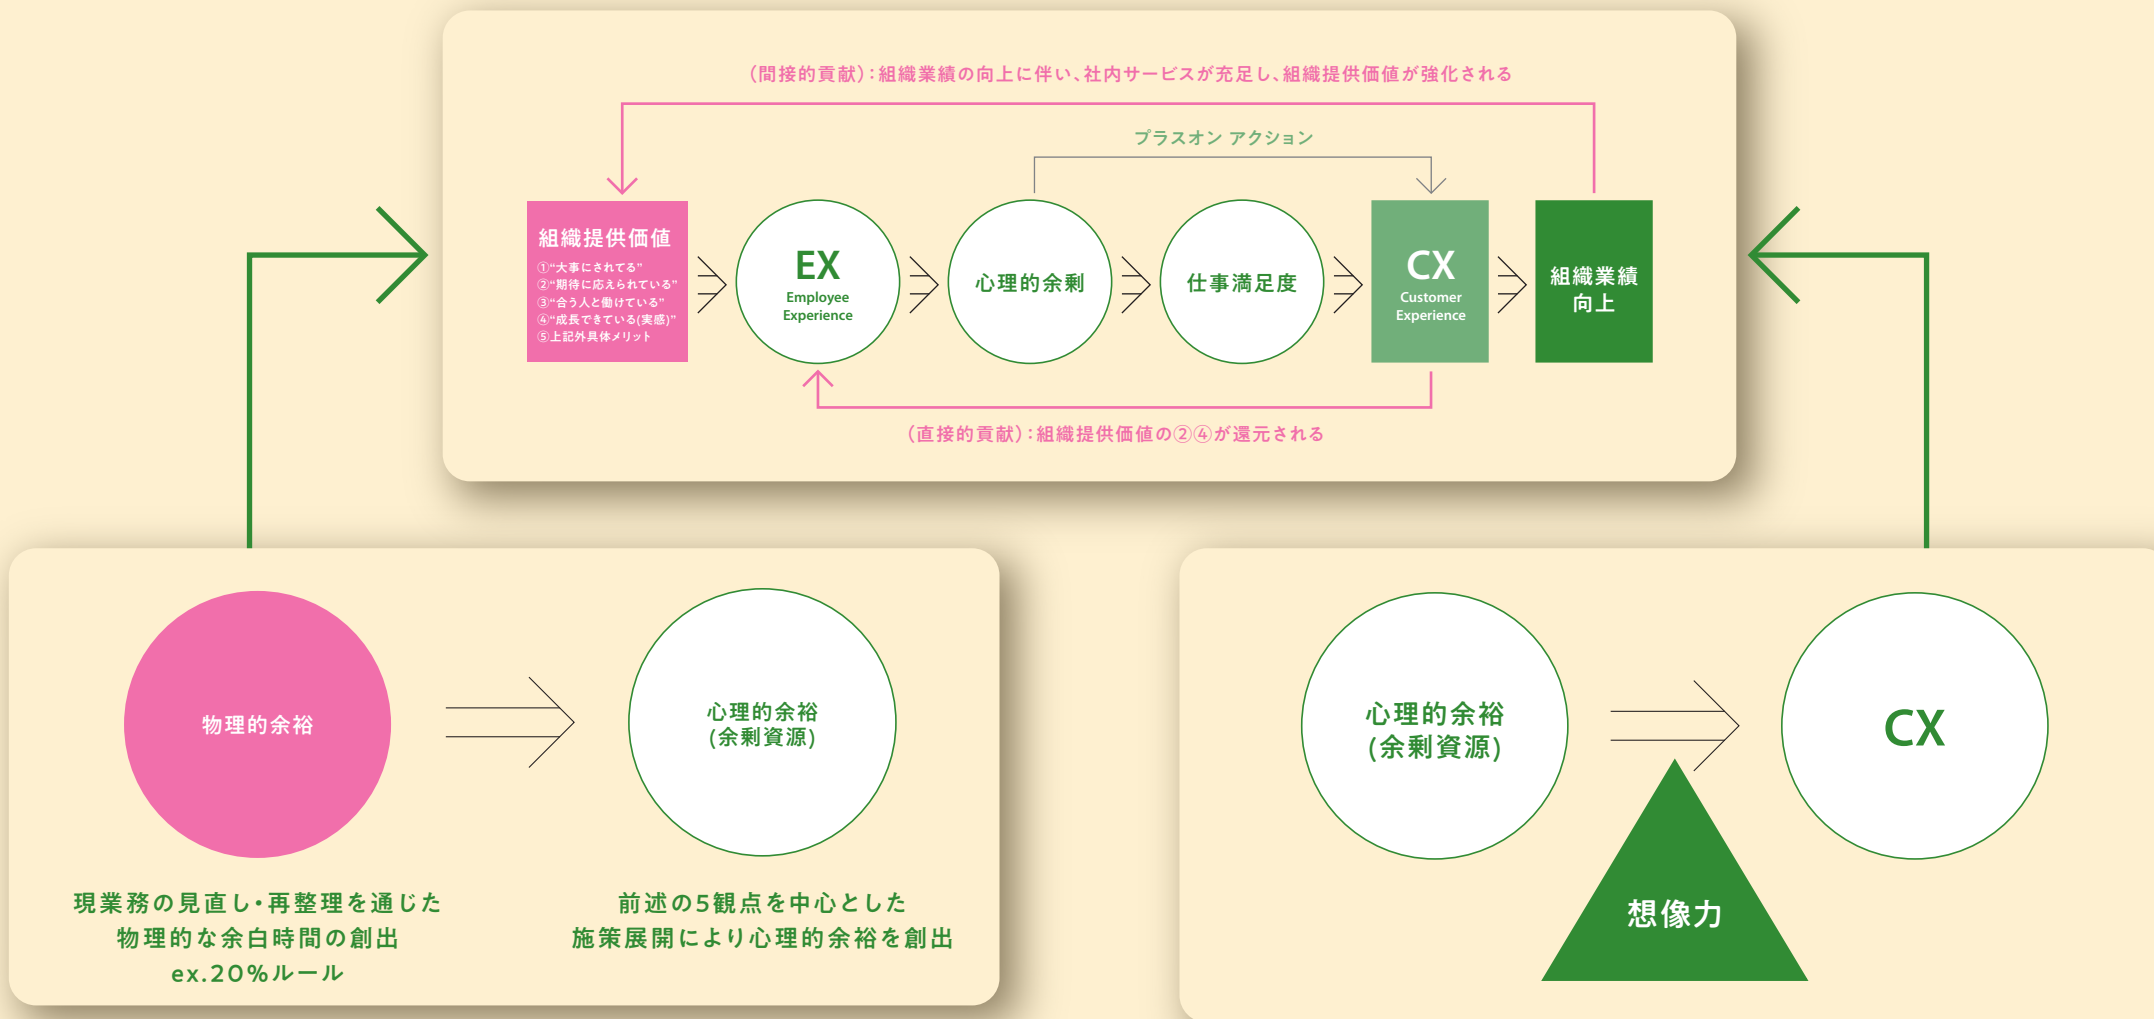 (間接的貢献):組織業績の向上に伴い、社内サービスが充足し、組織提供価値が強化される
プラスオン アクション
組織提供価値
①“大事にされてる”
②“期待に応えられている”
③“合う人と働けている”
④“成長できている(実感)”
⑤上記外具体メリット
EX
Employee
Experience
心理的余剰
仕事満足度
CX
Customer
Experience
組織業績
向上
(直接的貢献):組織提供価値の②④が還元される
物理的余裕
心理的余裕
(余剰資源)
現業務の見直し・再整理を通じた
物理的な余白時間の創出
ex.20%ルール
前述の5観点を中心とした
施策展開により心理的余裕を創出
心理的余裕
(余剰資源)
CX
想像力